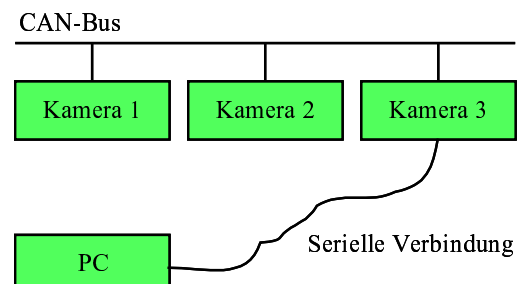 CAN-Bus
Kamera 1
Kamera 2
Kamera 3
Serielle Verbindung
PC